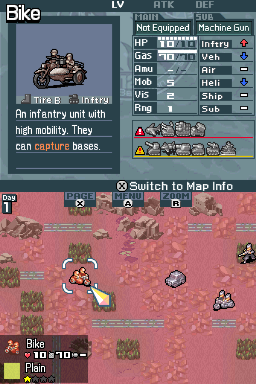 Bike
LV ATK DEF
MAIN SUB
Not Equipped Machine Gun
HP 10/10 Inftry
Gas 70/70 Veh
Amu -/- Air
Mob 5 Heli
Vis 2 Ship
Rng 1 Sub
Tire B Inftry
An infantry unit with
high mobility. They
can capture bases.
X Switch to Map Info
Day
1
PAGE MENU ZOOM
X A R
Bike
10 70 -
Plain